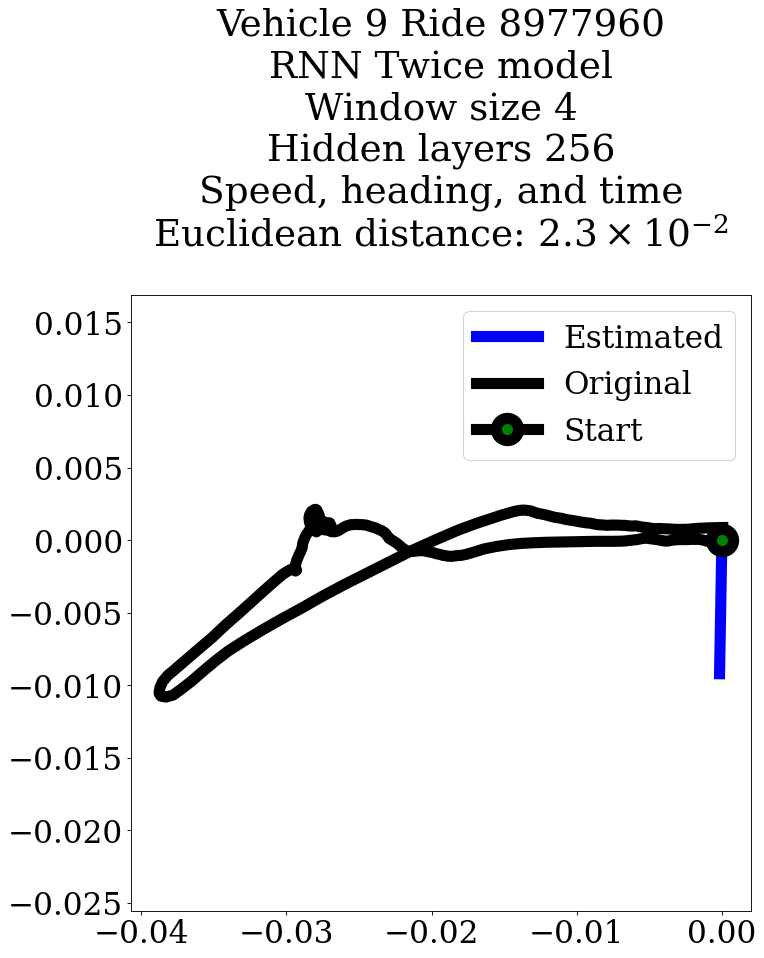 Vehicle 9 Ride 8977960
RNN Twice model
Window size 4
Hidden layers 256
Speed, heading, and time
Euclidean distance: 2.3 × 10⁻²
Estimated
Original
Start
0.015
0.010
0.005
0.000
−0.005
−0.010
−0.015
−0.020
−0.025
−0.04 −0.03 −0.02 −0.01 0.00